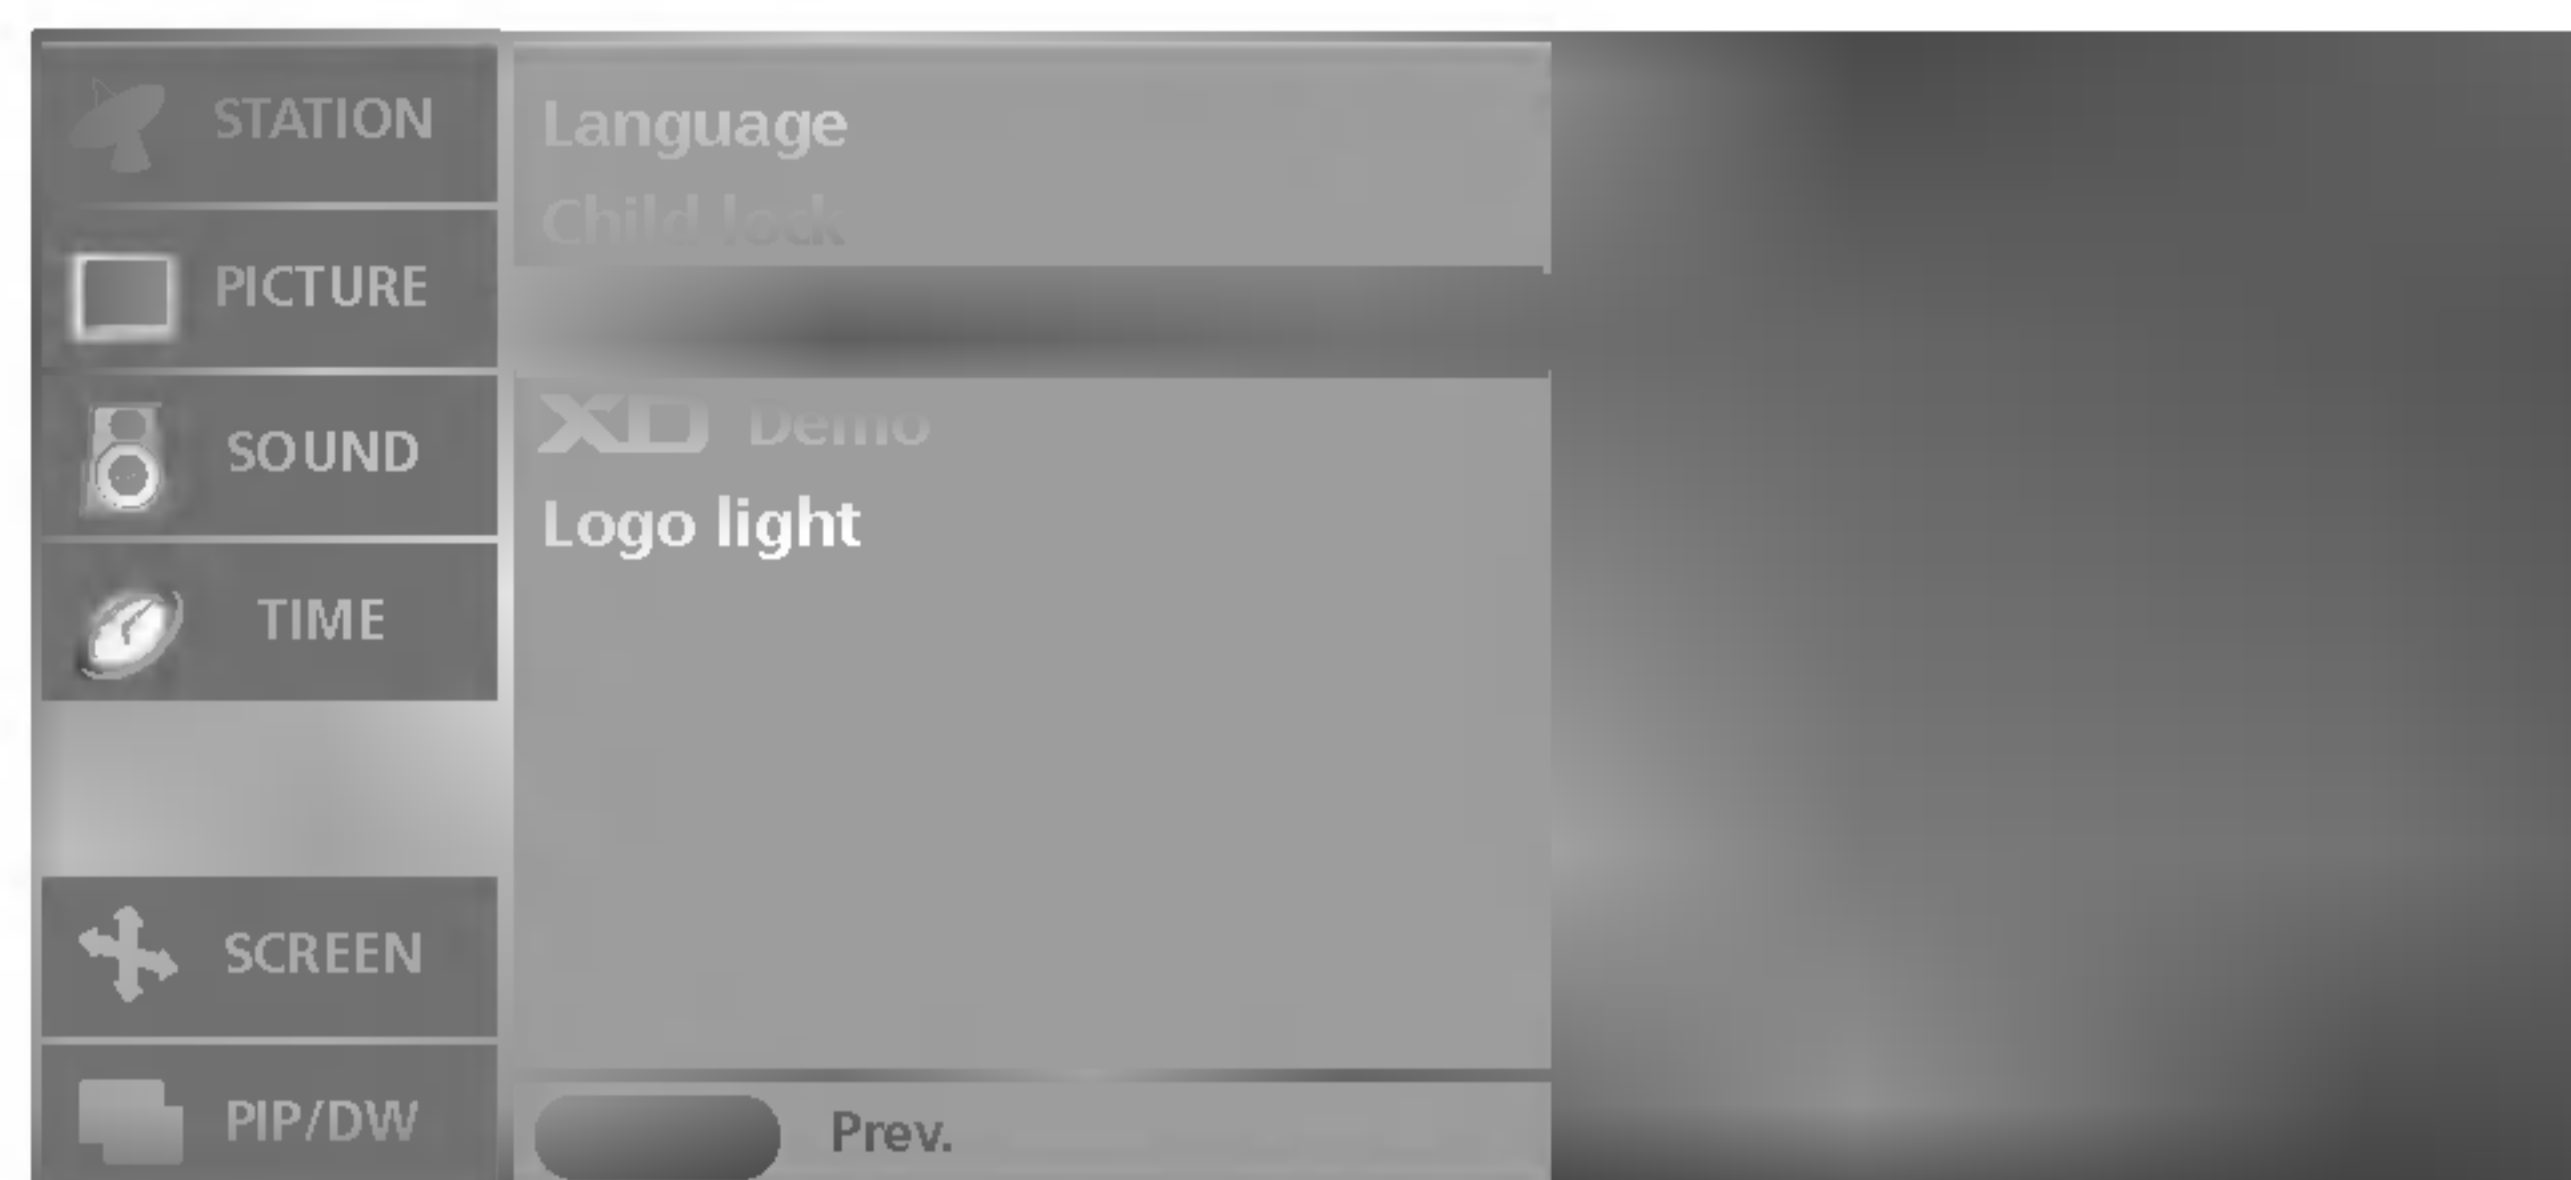 STATION
PICTURE
SOUND
TIME
SCREEN
PIP/DW
Language
Child lock
XD Demo
Logo light
Prev.